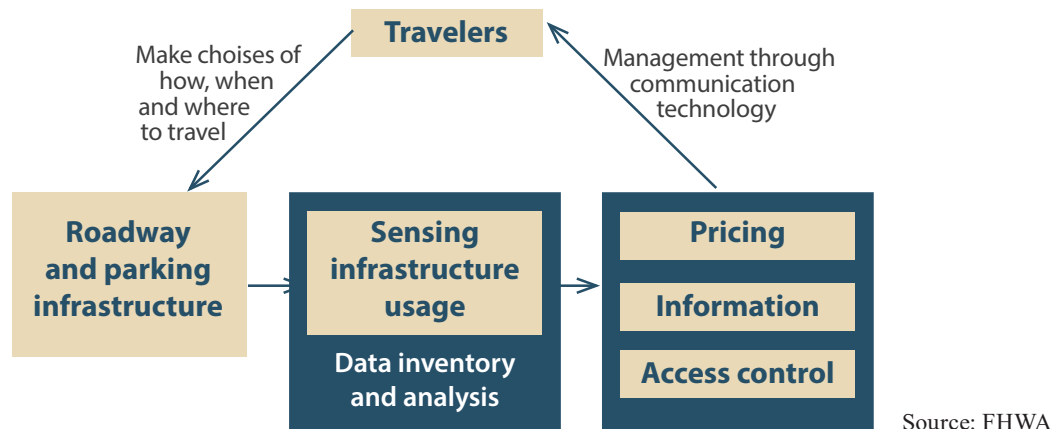 Travelers
Make choises of
how, when
and where
to travel
Management through
communication
technology
Roadway
and parking
infrastructure
Sensing
infrastructure
usage
Data inventory
and analysis
Pricing
Information
Access control
Source: FHWA